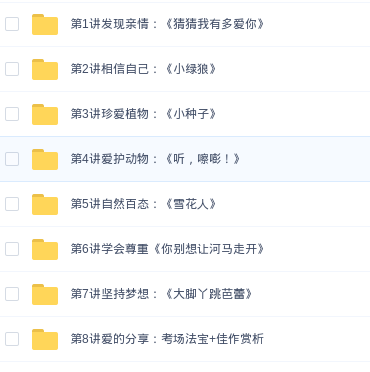 第1讲发现亲情：《猜猜我有多爱你》
第2讲相信自己：《小绿狼》
第3讲珍爱植物：《小种子》
第4讲爱护动物：《听，嚓嘭！》
第5讲自然百态：《雪花人》
第6讲学会尊重《你别想让河马走开》
第7讲坚持梦想：《大脚丫跳芭蕾》
第8讲爱的分享：考场法宝+佳作赏析